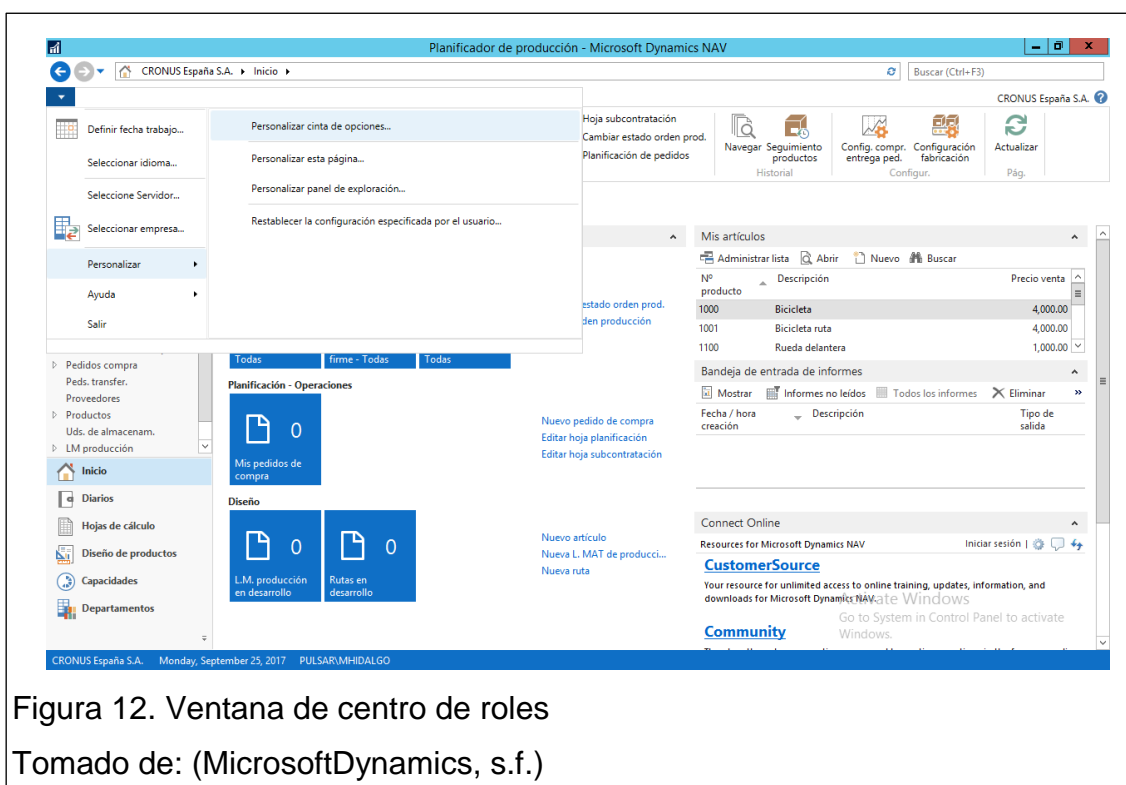 Planificador de producción - Microsoft Dynamics NAV
CRONUS España S.A. ▸ Inicio ▸
Buscar (Ctrl+F3)
CRONUS España S.A.
Definir fecha trabajo...
Seleccionar idioma...
Seleccione Servidor...
Seleccionar empresa...
Personalizar
Ayuda
Salir
Personalizar cinta de opciones...
Personalizar esta página...
Personalizar panel de exploración...
Restablecer la configuración especificada por el usuario...
Hoja subcontratación
Cambiar estado orden prod.
Planificación de pedidos
Navegar
Seguimiento
productos
Historial
Config. compr.
entrega ped.
Configuración
fabricación
Configur.
Actualizar
Pág.
estado orden prod.
den producción
Pedidos compra
Peds. transfer.
Proveedores
Productos
Uds. de almacenam.
LM producción
Inicio
Diarios
Hojas de cálculo
Diseño de productos
Capacidades
Departamentos
Todas
firme - Todas
Todas
Planificación - Operaciones
0
Mis pedidos de
compra
Nuevo pedido de compra
Editar hoja planificación
Editar hoja subcontratación
Diseño
0
L.M. producción
en desarrollo
0
Rutas en
desarrollo
Nuevo artículo
Nueva L. MAT de producci...
Nueva ruta
Mis artículos
Administrar lista Abrir Nuevo Buscar
Nº
producto
Descripción
Precio venta
1000 Bicicleta 4,000.00
1001 Bicicleta ruta 4,000.00
1100 Rueda delantera 1,000.00
Bandeja de entrada de informes
Mostrar Informes no leídos Todos los informes Eliminar »
Fecha / hora
creación
Descripción
Tipo de
salida
Connect Online
Resources for Microsoft Dynamics NAV
Iniciar sesión |
CustomerSource
Your resource for unlimited access to online training, updates, information, and
downloads for Microsoft Dynamics NAV.
Activate Windows
Go to System in Control Panel to activate
Windows.
Community
CRONUS España S.A. Monday, September 25, 2017 PULSAR\MHIDALGO
Figura 12. Ventana de centro de roles
Tomado de: (MicrosoftDynamics, s.f.)